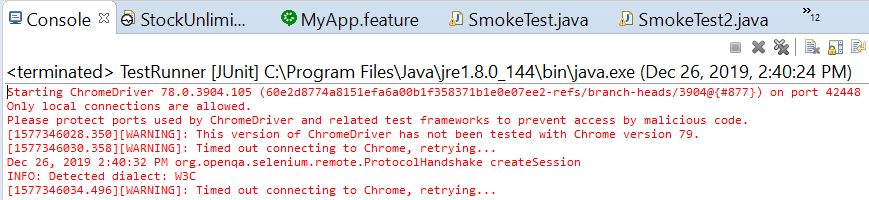 Console StockUnlimi... MyApp.feature SmokeTest.java SmokeTest2.java »12
<terminated> TestRunner [JUnit] C:\Program Files\Java\jre1.8.0_144\bin\java.exe (Dec 26, 2019, 2:40:24 PM)
Starting ChromeDriver 78.0.3904.105 (60e2d8774a8151efa6a00b1f358371b1e0e07ee2-refs/branch-heads/3904@{#877}) on port 42448
Only local connections are allowed.
Please protect ports used by ChromeDriver and related test frameworks to prevent access by malicious code.
[1577346028.350][WARNING]: This version of ChromeDriver has not been tested with Chrome version 79.
[1577346030.358][WARNING]: Timed out connecting to Chrome, retrying...
Dec 26, 2019 2:40:32 PM org.openqa.selenium.remote.ProtocolHandshake createSession
INFO: Detected dialect: W3C
[1577346034.496][WARNING]: Timed out connecting to Chrome, retrying...